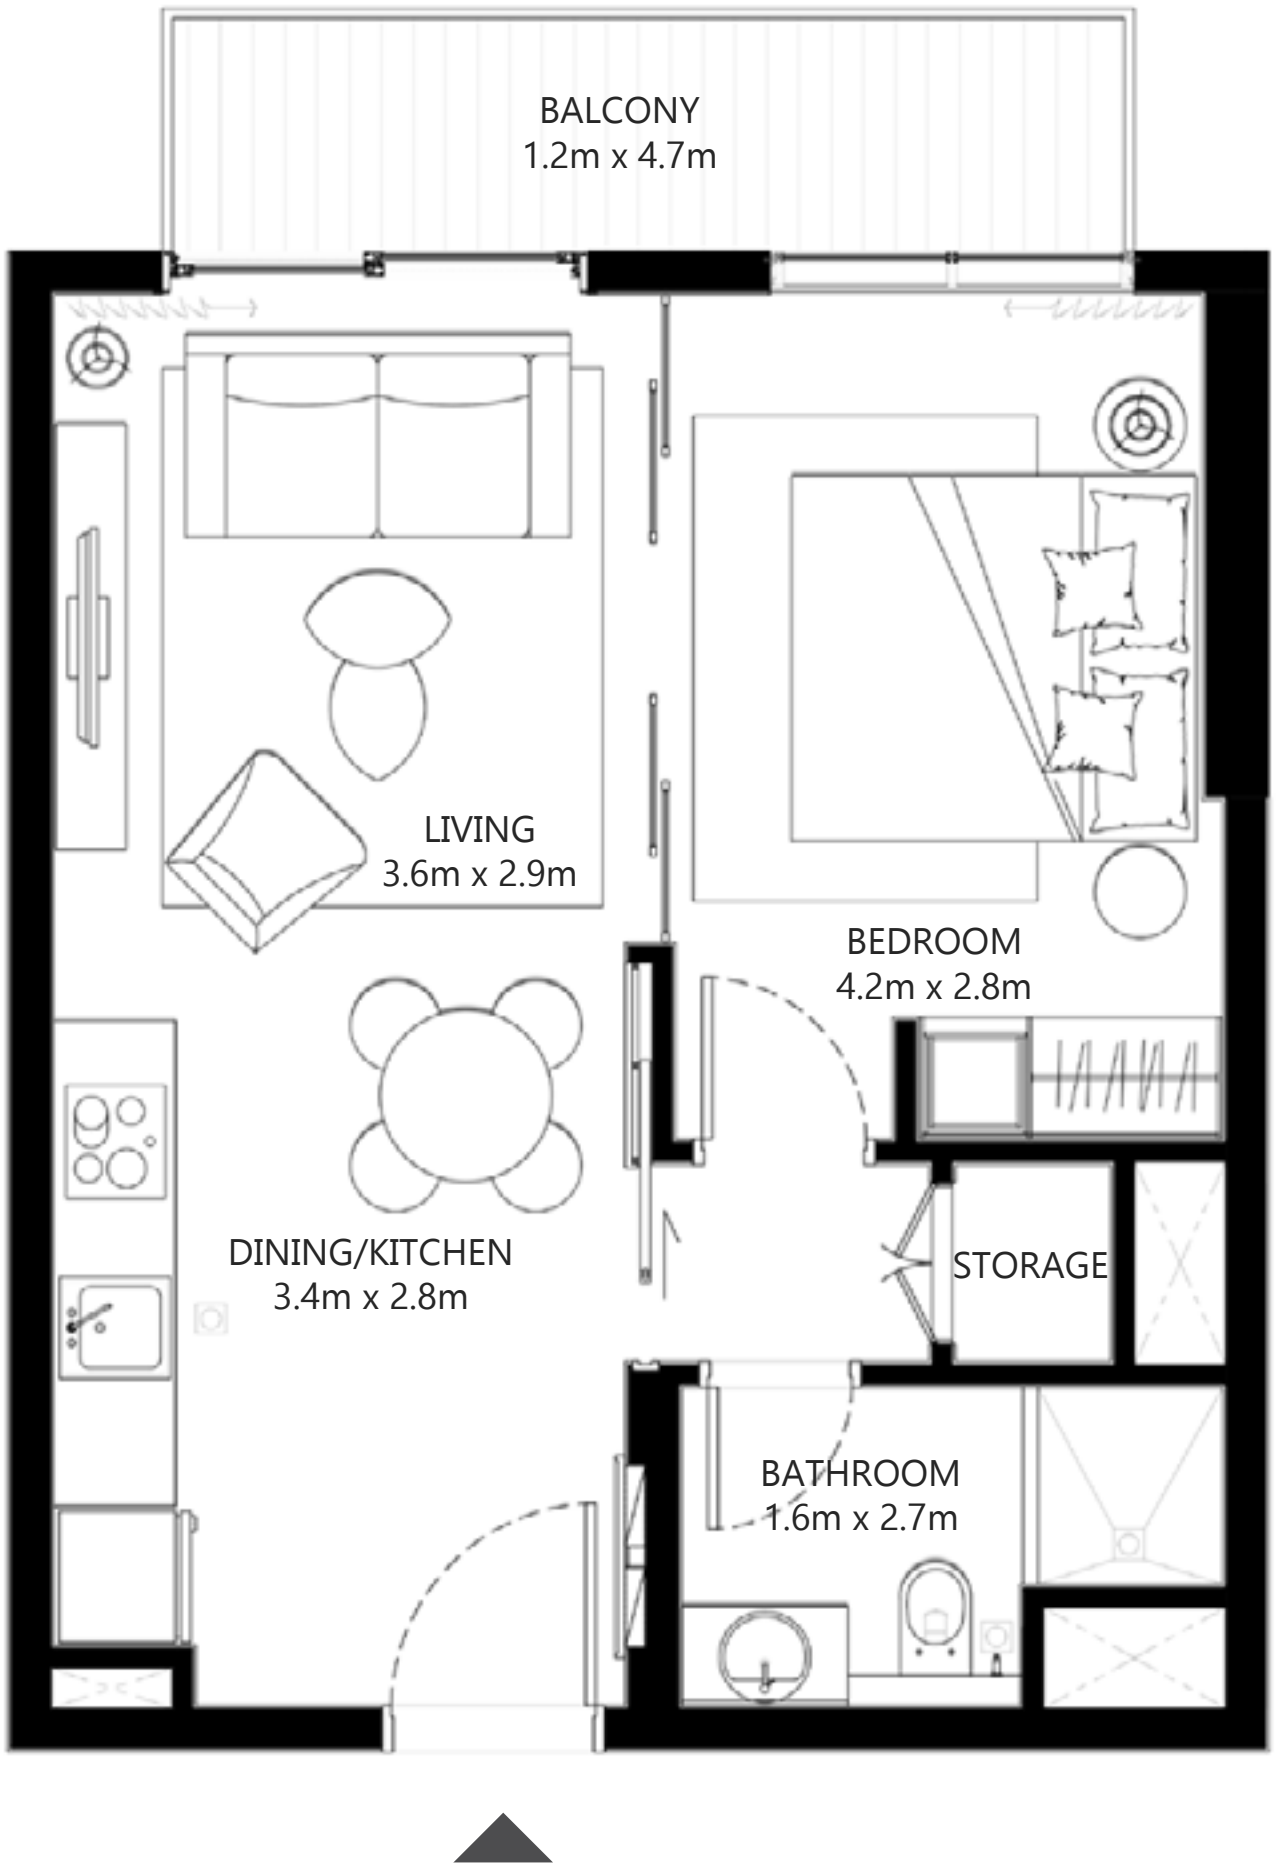 BALCONY
1.2m x 4.7m
LIVING
3.6m x 2.9m
BEDROOM
4.2m x 2.8m
DINING/KITCHEN
3.4m x 2.8m
STORAGE
BATHROOM
1.6m x 2.7m